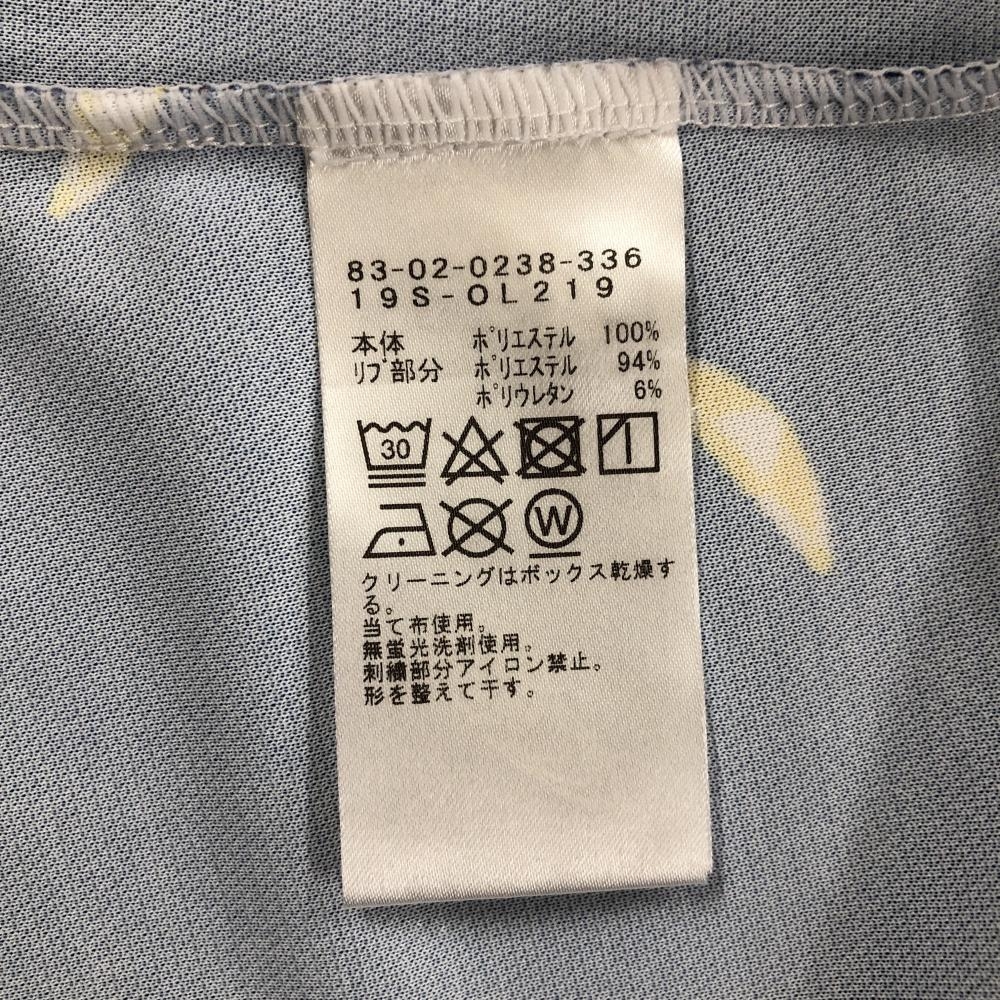 83-02-0238-336
19S-OL219
本体 ポリエステル 100%
リブ部分 ポリエステル 94%
ポリウレタン 6%
30
W
クリーニングはボックス乾燥す
る。
当て布使用。
無蛍光洗剤使用。
刺繍部分アイロン禁止。
形を整えて干す。